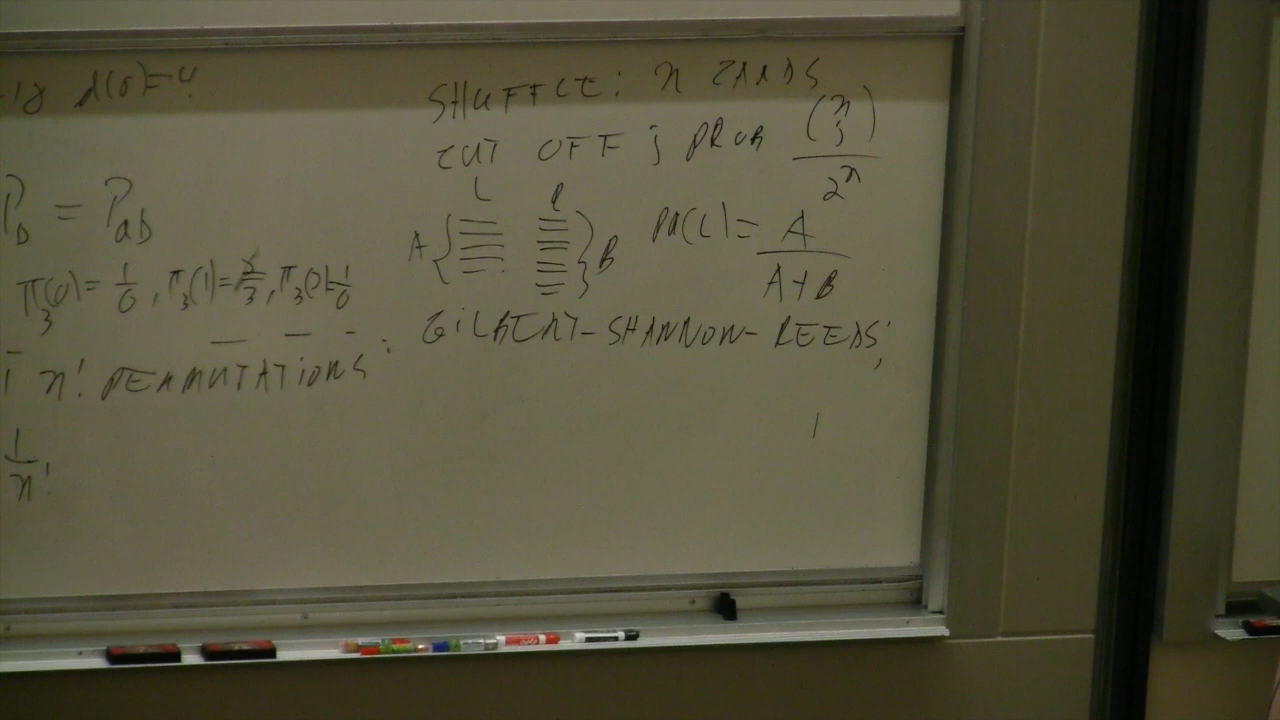 d(σ)=4?
P_b = P_ab
π_3(0)=1/6, π_3(1)=2/3, π_3(2)=1/6
n! PERMUTATIONS
1/n!
SHUFFLE: n CARDS
CUT OFF j PROB (n j)/2^n
L R
A { } B PR(L)= A/(A+B)
GILBERT-SHANNON-REEDS;